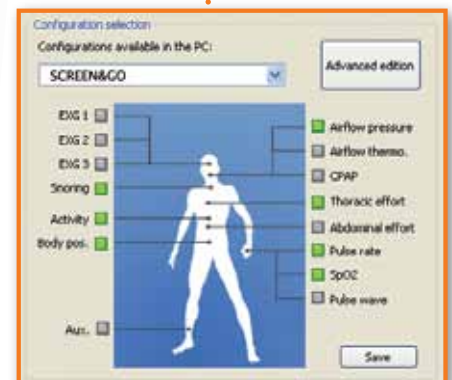 Configuration selection
Configurations available in the PC:
SCREEN&GO
Advanced edition
EXG 1
EXG 2
EXG 3
Snoring
Activity
Body pos.
Aux.
Airflow pressure
Airflow thermo.
CPAP
Thoracic effort
Abdominal effort
Pulse rate
SpO2
Pulse wave
Save